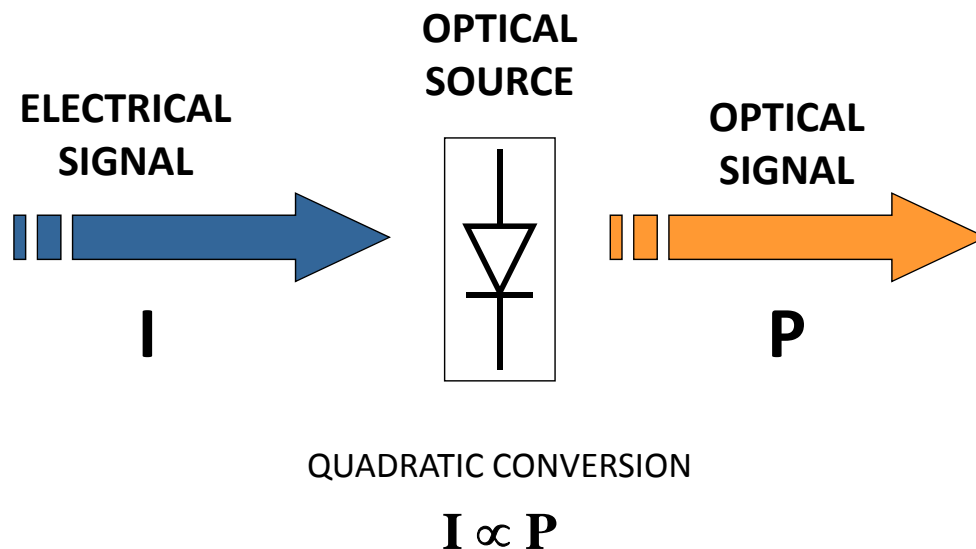 OPTICAL
SOURCE
ELECTRICAL
SIGNAL
OPTICAL
SIGNAL
I
P
QUADRATIC CONVERSION
I ∝ P